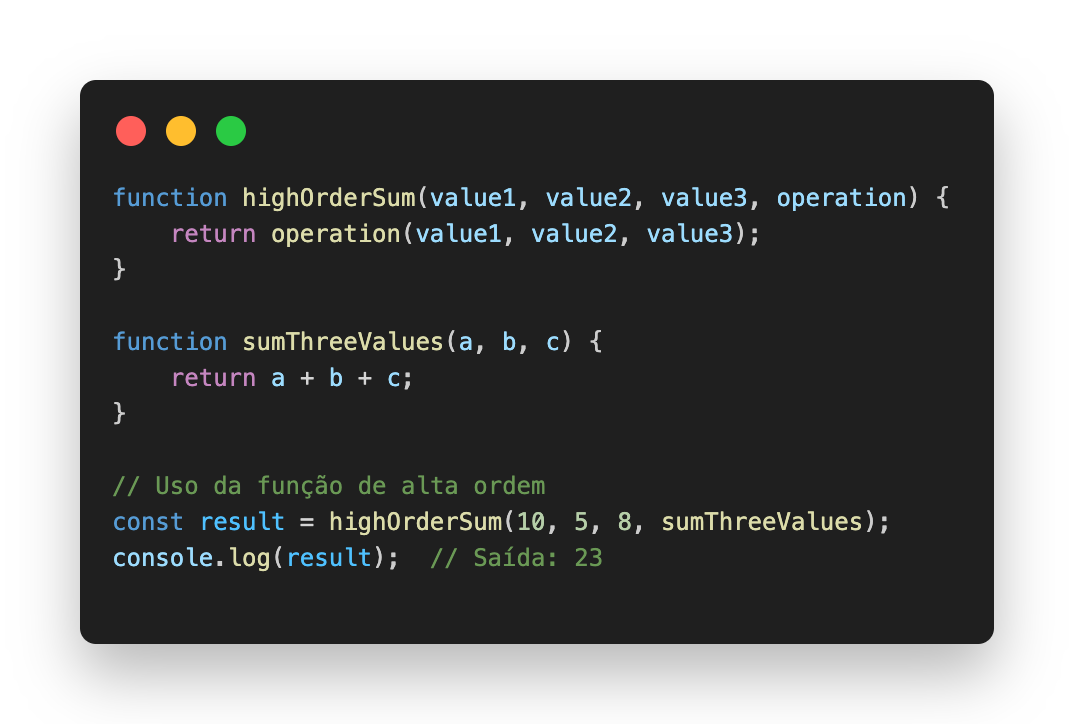 function highOrderSum(value1, value2, value3, operation) {
    return operation(value1, value2, value3);
}
function sumThreeValues(a, b, c) {
    return a + b + c;
}
// Uso da função de alta ordem
const result = highOrderSum(10, 5, 8, sumThreeValues);
console.log(result);  // Saída: 23